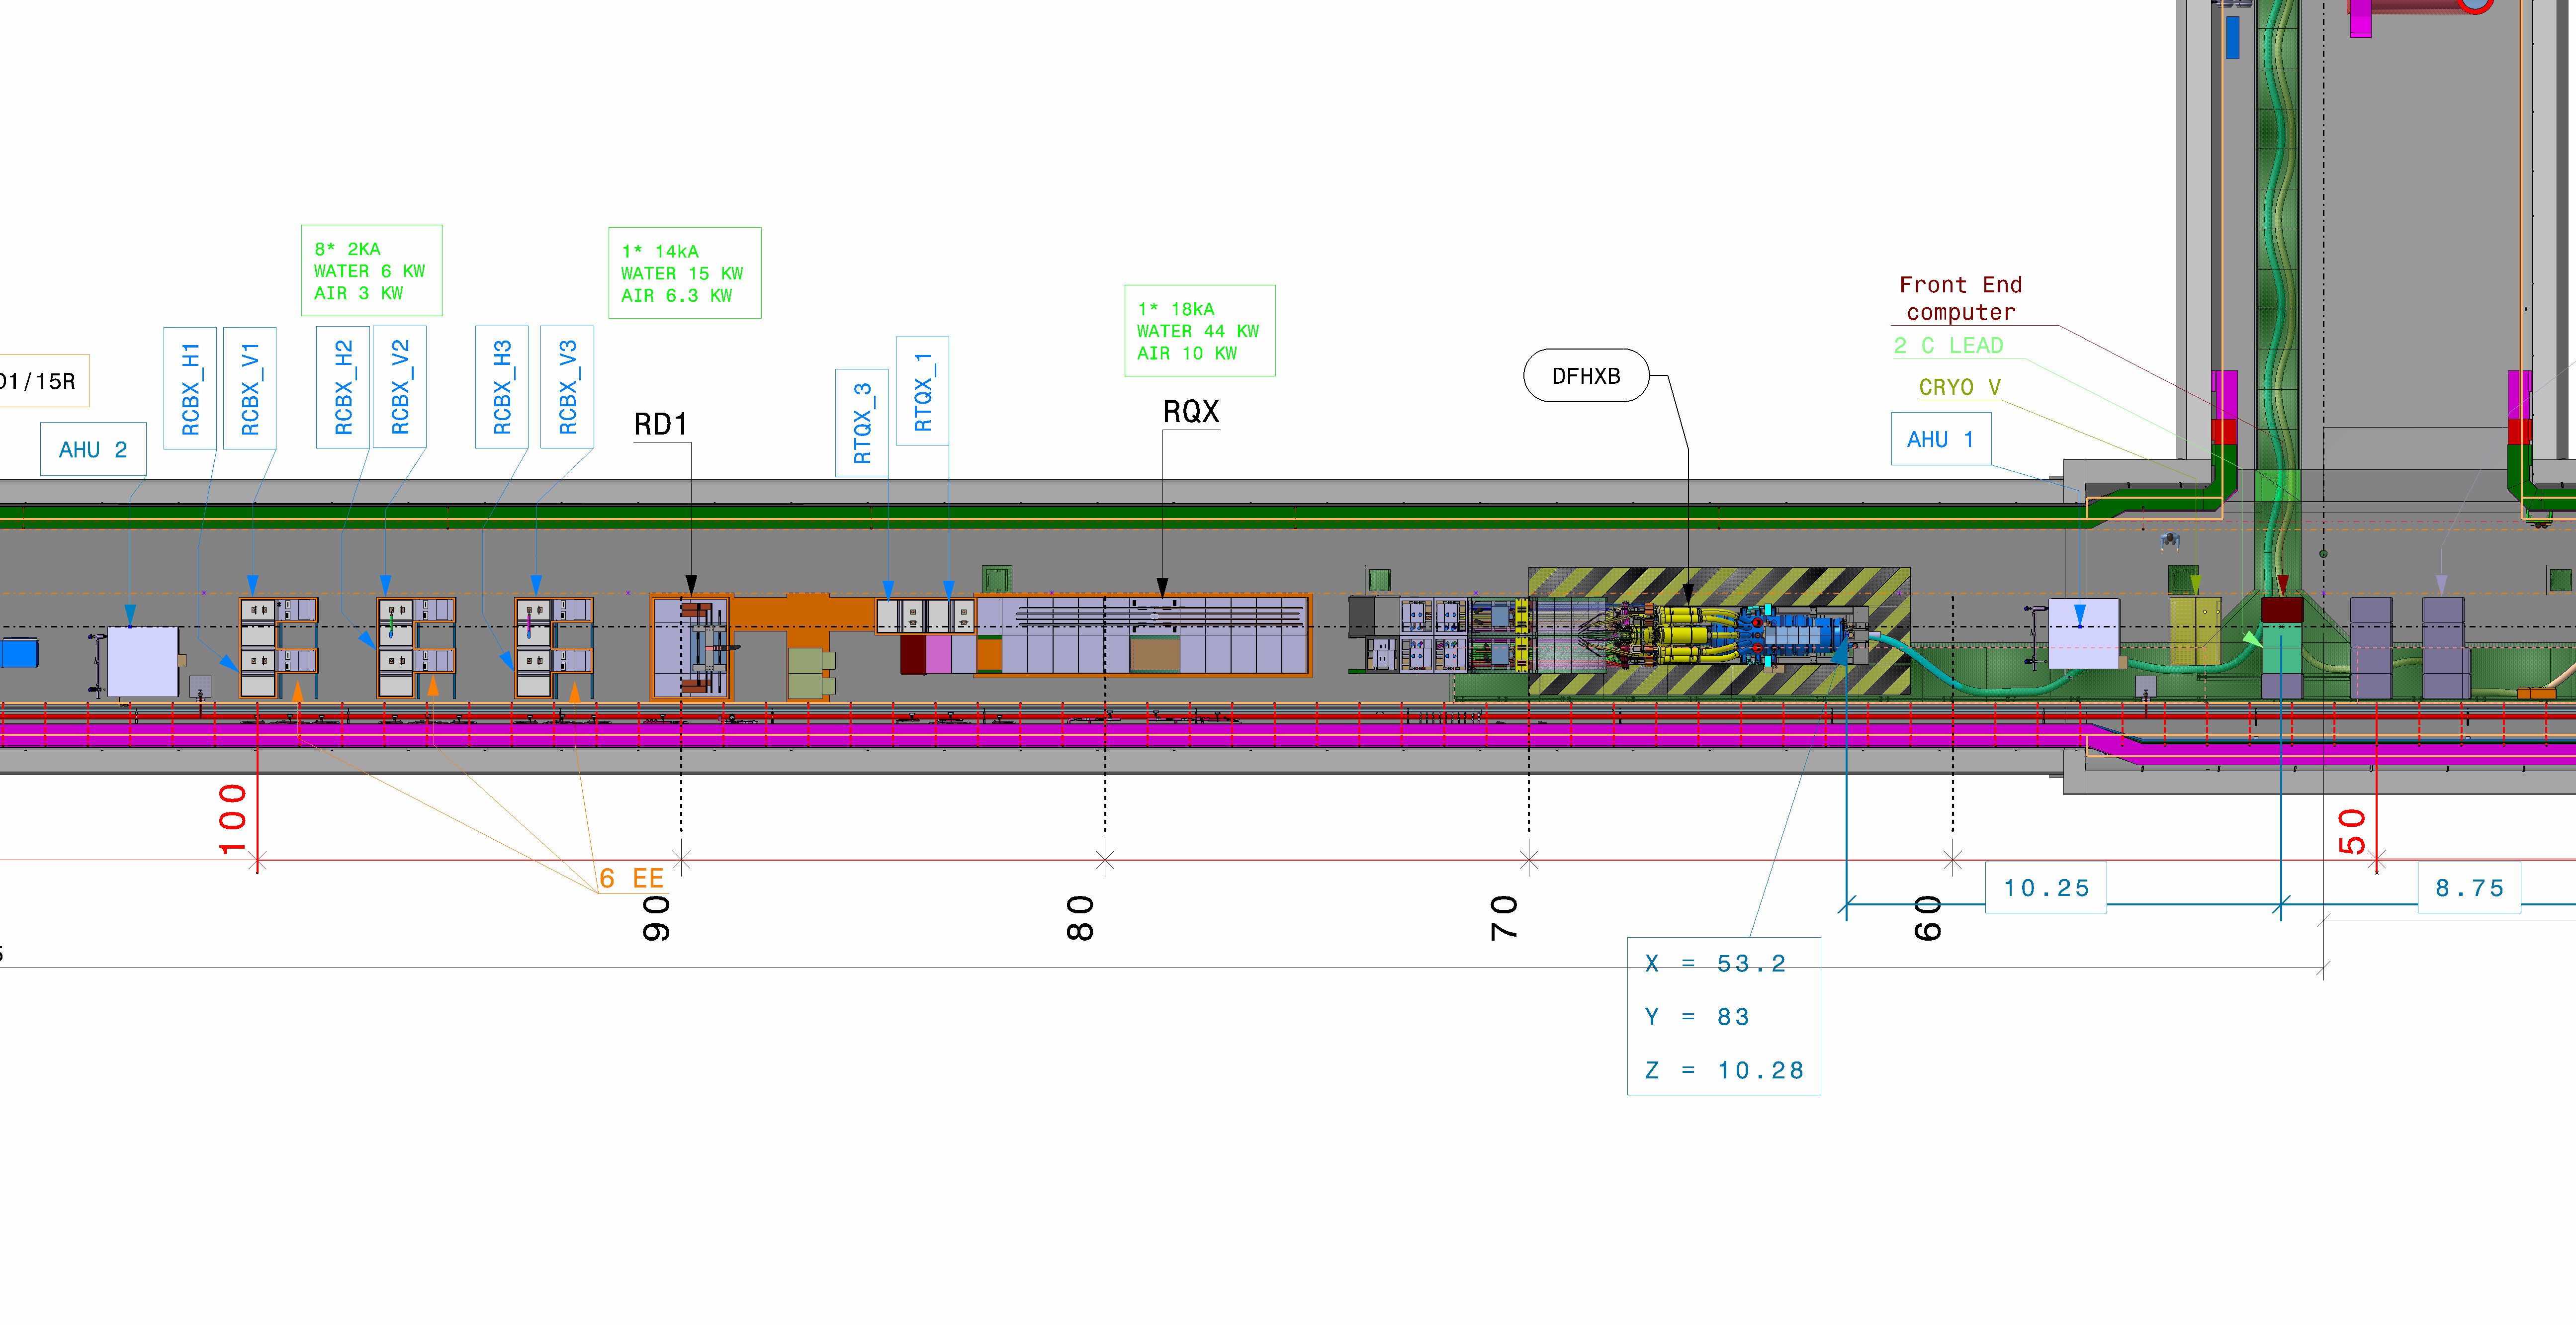 8* 2KA
WATER 6 KW
AIR 3 KW
1* 14kA
WATER 15 KW
AIR 6.3 KW
1* 18kA
WATER 44 KW
AIR 10 KW
Front End
computer
2 C LEAD
CRYO V
D1/15R
AHU 2
RCBX_H1
RCBX_V1
RCBX_H2
RCBX_V2
RCBX_H3
RCBX_V3
RD1
RTQX_3
RTQX_1
RQX
DFHXB
AHU 1
100
6 EE
90
80
70
60
50
10.25
8.75
X = 53.2
Y = 83
Z = 10.28